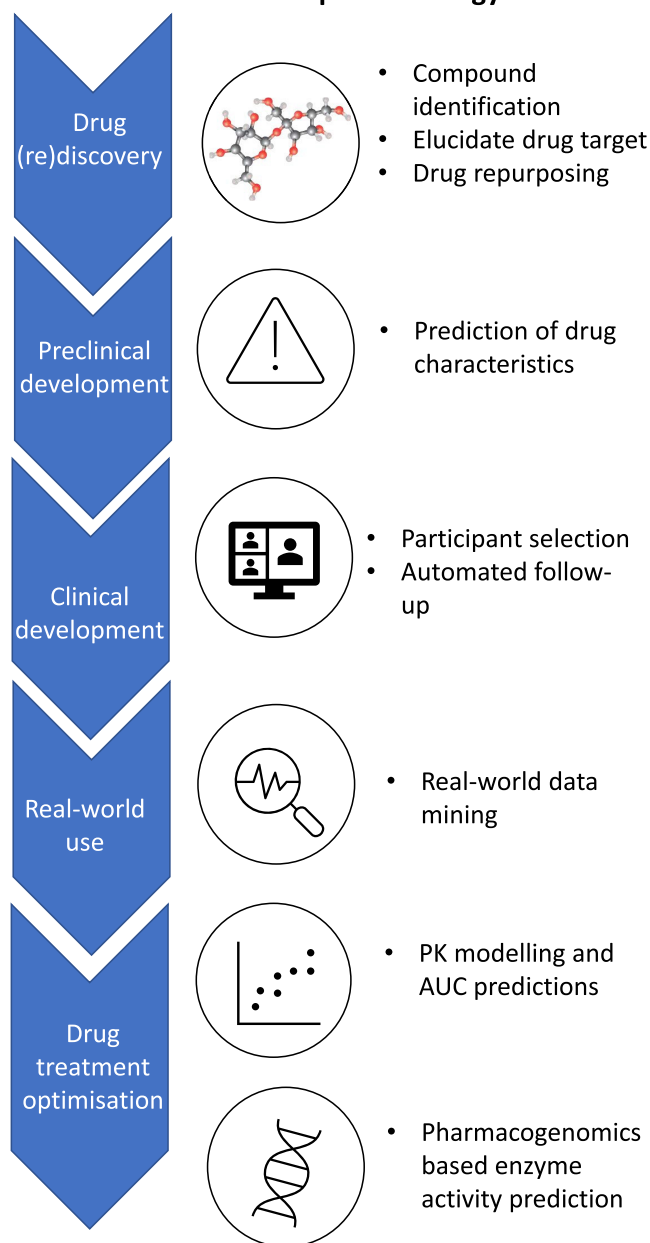 Drug
(re)discovery
• Compound
identification
• Elucidate drug target
• Drug repurposing
Preclinical
development
• Prediction of drug
characteristics
Clinical
development
• Participant selection
• Automated follow-
up
Real-world
use
• Real-world data
mining
Drug
treatment
optimisation
• PK modelling and
AUC predictions
• Pharmacogenomics
based enzyme
activity prediction